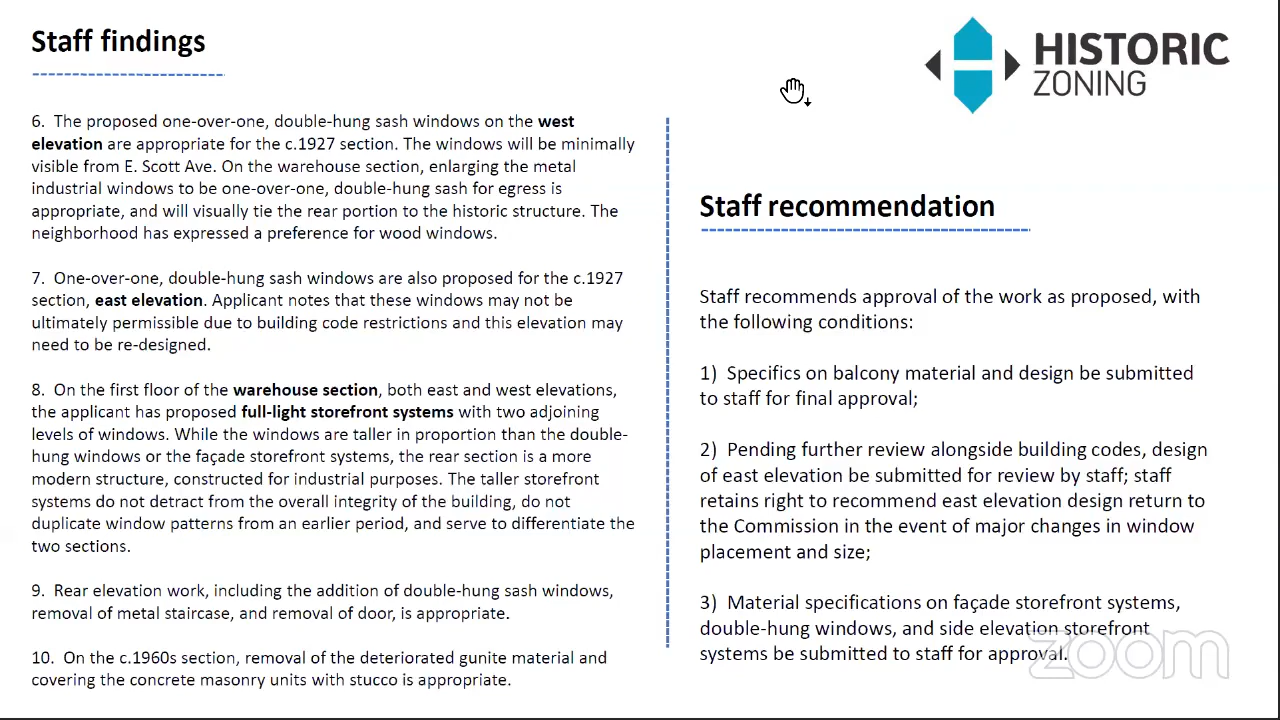 Staff findings
HISTORIC
ZONING
6. The proposed one-over-one, double-hung sash windows on the west
elevation are appropriate for the c.1927 section. The windows will be minimally
visible from E. Scott Ave. On the warehouse section, enlarging the metal
industrial windows to be one-over-one, double-hung sash for egress is
appropriate, and will visually tie the rear portion to the historic structure. The
neighborhood has expressed a preference for wood windows.
7. One-over-one, double-hung sash windows are also proposed for the c.1927
section, east elevation. Applicant notes that these windows may not be
ultimately permissible due to building code restrictions and this elevation may
need to be re-designed.
8. On the first floor of the warehouse section, both east and west elevations,
the applicant has proposed full-light storefront systems with two adjoining
levels of windows. While the windows are taller in proportion than the double-
hung windows or the façade storefront systems, the rear section is a more
modern structure, constructed for industrial purposes. The taller storefront
systems do not detract from the overall integrity of the building, do not
duplicate window patterns from an earlier period, and serve to differentiate the
two sections.
9. Rear elevation work, including the addition of double-hung sash windows,
removal of metal staircase, and removal of door, is appropriate.
10. On the c.1960s section, removal of the deteriorated gunite material and
covering the concrete masonry units with stucco is appropriate.
Staff recommendation
Staff recommends approval of the work as proposed, with
the following conditions:
1) Specifics on balcony material and design be submitted
to staff for final approval;
2) Pending further review alongside building codes, design
of east elevation be submitted for review by staff; staff
retains right to recommend east elevation design return to
the Commission in the event of major changes in window
placement and size;
3) Material specifications on façade storefront systems,
double-hung windows, and side elevation storefront
systems be submitted to staff for approval.
zoom